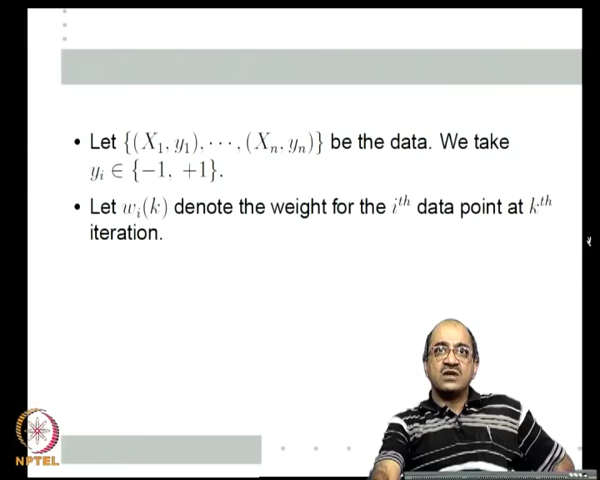 • Let {(X₁, y₁), ⋯, (Xₙ, yₙ)} be the data. We take
yᵢ ∈ {−1, +1}.
• Let wᵢ(k) denote the weight for the iᵗʰ data point at kᵗʰ
iteration.
NPTEL